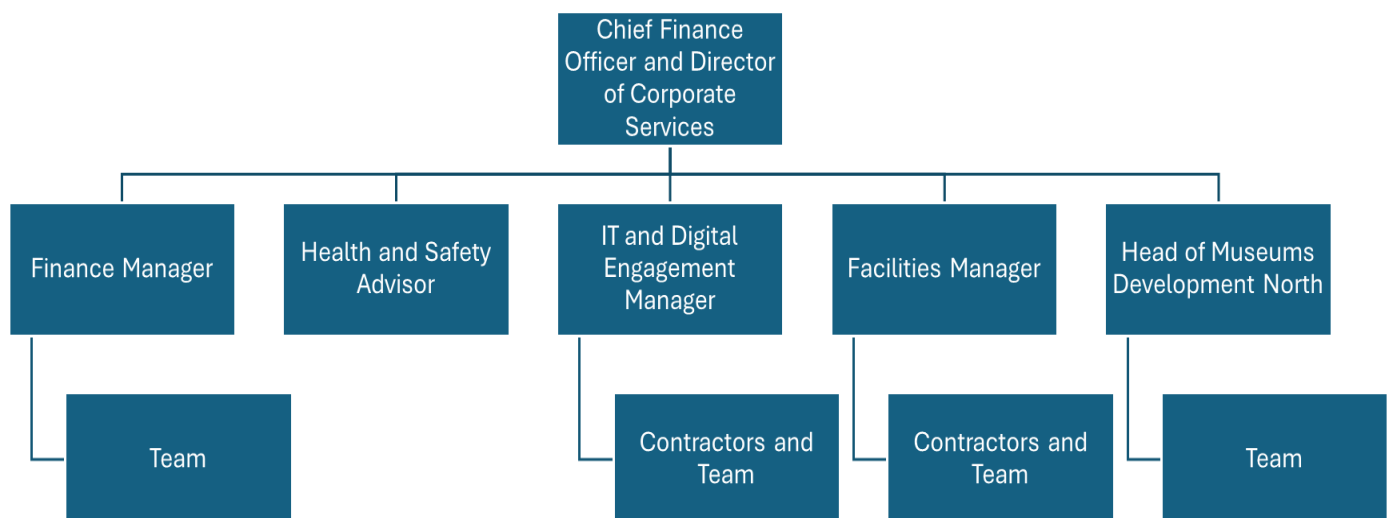 Chief Finance
Officer and Director
of Corporate
Services
Finance Manager
Health and Safety
Advisor
IT and Digital
Engagement
Manager
Facilities Manager
Head of Museums
Development North
Team
Contractors and
Team
Contractors and
Team
Team